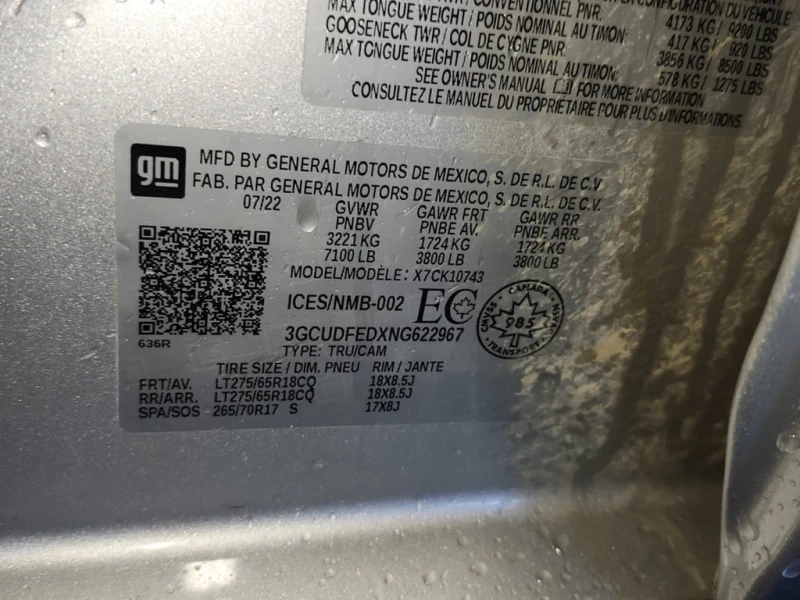 MAX TONGUE WEIGHT / POIDS NOMINAL AU TIMON: 4173 KG / 9200 LBS
GOOSENECK TWR / COL DE CYGNE PNR: 417 KG / 920 LBS
MAX TONGUE WEIGHT / POIDS NOMINAL AU TIMON: 3856 KG / 8500 LBS
578 KG / 1275 LBS
SEE OWNER'S MANUAL FOR MORE INFORMATION
CONSULTEZ LE MANUEL DU PROPRIÉTAIRE POUR PLUS D'INFORMATIONS.
gm
MFD BY GENERAL MOTORS DE MEXICO, S. DE R.L. DE C.V.
FAB. PAR GENERAL MOTORS DE MEXICO, S. DE R.L. DE C.V.
07/22 GVWR GAWR FRT GAWR RR
PNBV PNBE AV. PNBE ARR.
3221 KG 1724 KG 1724 KG
7100 LB 3800 LB 3800 LB
MODEL/MODÈLE: X7CK10743
ICES/NMB-002 EC
CANADA
CMVSS 985 NSVAC
TRANSPORT
3GCUDFEDXNG622967
636R
TYPE: TRU/CAM
TIRE SIZE / DIM. PNEU RIM / JANTE
FRT/AV. LT275/65R18CQ 18X8.5J
RR/ARR. LT275/65R18CQ 18X8.5J
SPA/SOS 265/70R17 S 17X8J